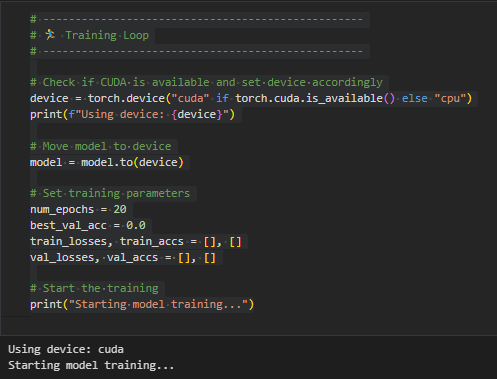 # -------------------------------------------------
# 🏃 Training Loop
# -------------------------------------------------
# Check if CUDA is available and set device accordingly
device = torch.device("cuda" if torch.cuda.is_available() else "cpu")
print(f"Using device: {device}")
# Move model to device
model = model.to(device)
# Set training parameters
num_epochs = 20
best_val_acc = 0.0
train_losses, train_accs = [], []
val_losses, val_accs = [], []
# Start the training
print("Starting model training...")
Using device: cuda
Starting model training...